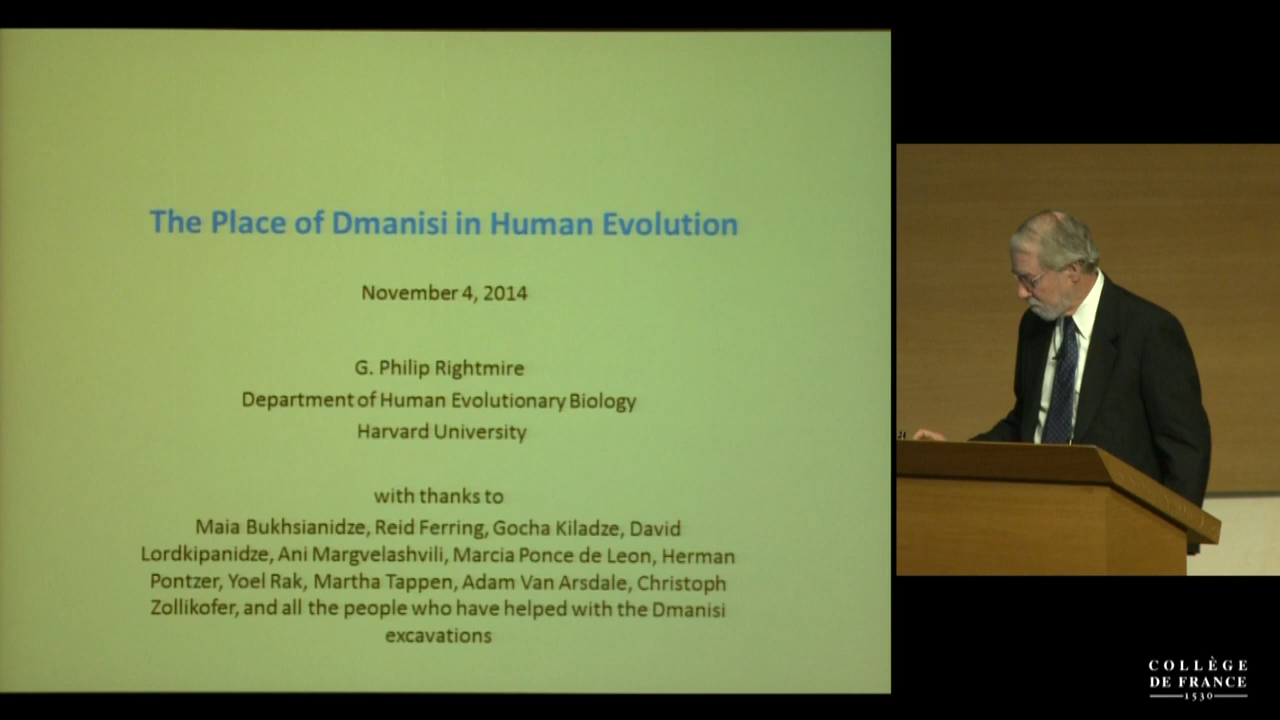 The Place of Dmanisi in Human Evolution
November 4, 2014
G. Philip Rightmire
Department of Human Evolutionary Biology
Harvard University
with thanks to
Maia Bukhsianidze, Reid Ferring, Gocha Kiladze, David
Lordkipanidze, Ani Margvelashvili, Marcia Ponce de Leon, Herman
Pontzer, Yoel Rak, Martha Tappen, Adam Van Arsdale, Christoph
Zollikofer, and all the people who have helped with the Dmanisi
excavations
COLLÈGE
DE FRANCE
1530